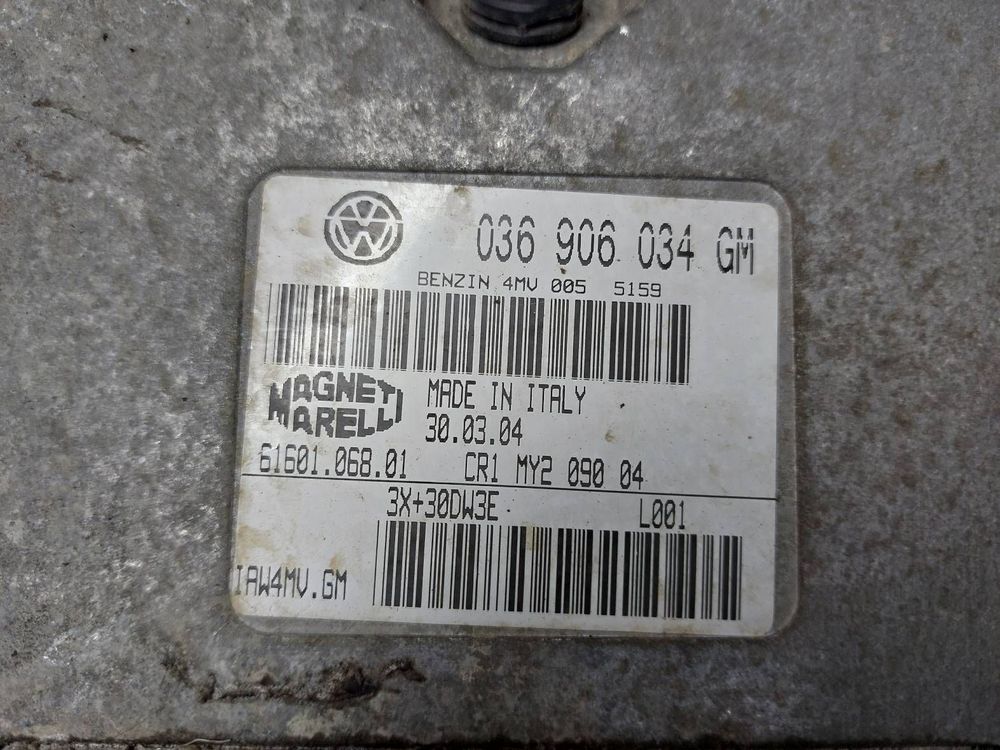 036 906 034 GM
BENZIN 4MV 005 5159
MAGNETI MARELLI
MADE IN ITALY
30.03.04
61601.068.01 CR1 MY2 090 04
3X+30DW3E L001
IAW4MV.GM